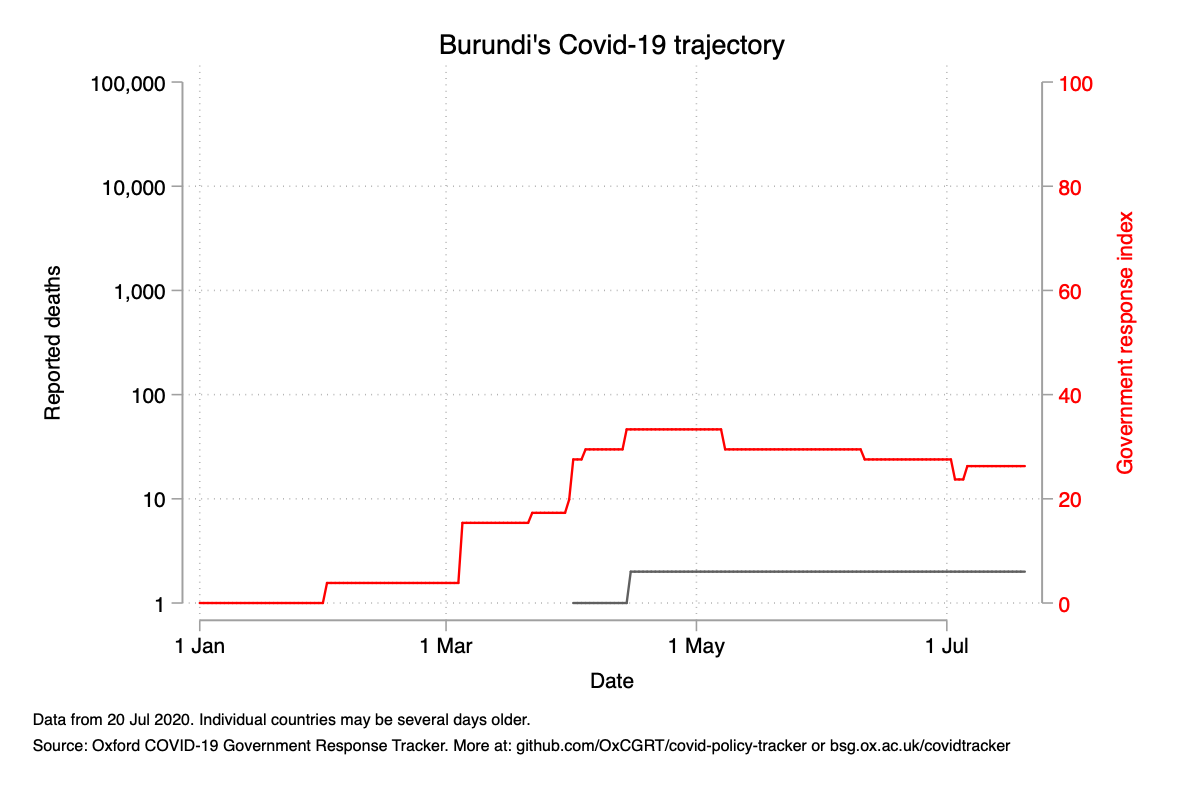 Burundi's Covid-19 trajectory
100,000
10,000
1,000
100
10
1
Reported deaths
100
80
60
40
20
0
Government response index
1 Jan
1 Mar
1 May
1 Jul
Date
Data from 20 Jul 2020. Individual countries may be several days older.
Source: Oxford COVID-19 Government Response Tracker. More at: github.com/OxCGRT/covid-policy-tracker or bsg.ox.ac.uk/covidtracker